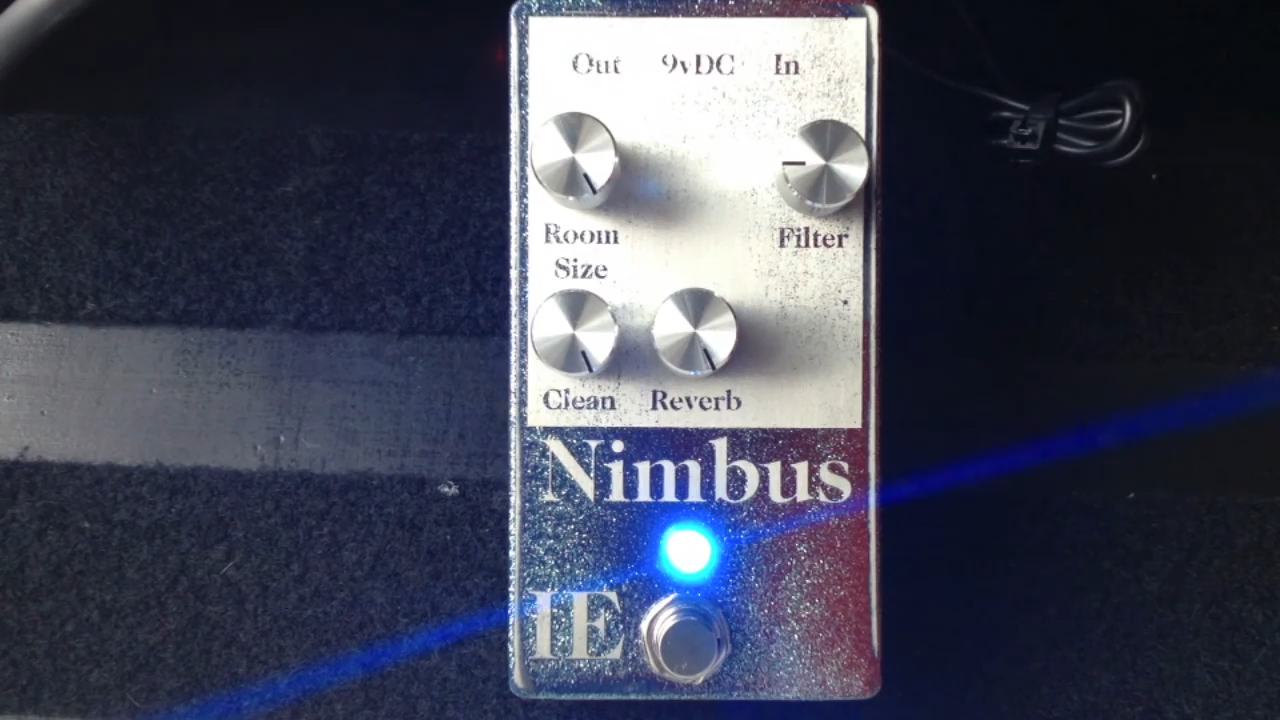 Out 9vDC In
Filter
Room
Size
Clean Reverb
Nimbus
IE